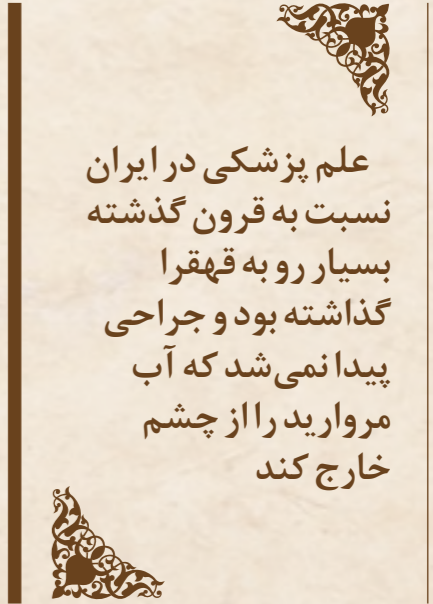 علم پزشکی در ایران
نسبت به قرون گذشته
بسیار رو به قهقرا
گذاشته بود و جراحی
پیدا نمی‌شد که آب
مروارید را از چشم
خارج کند